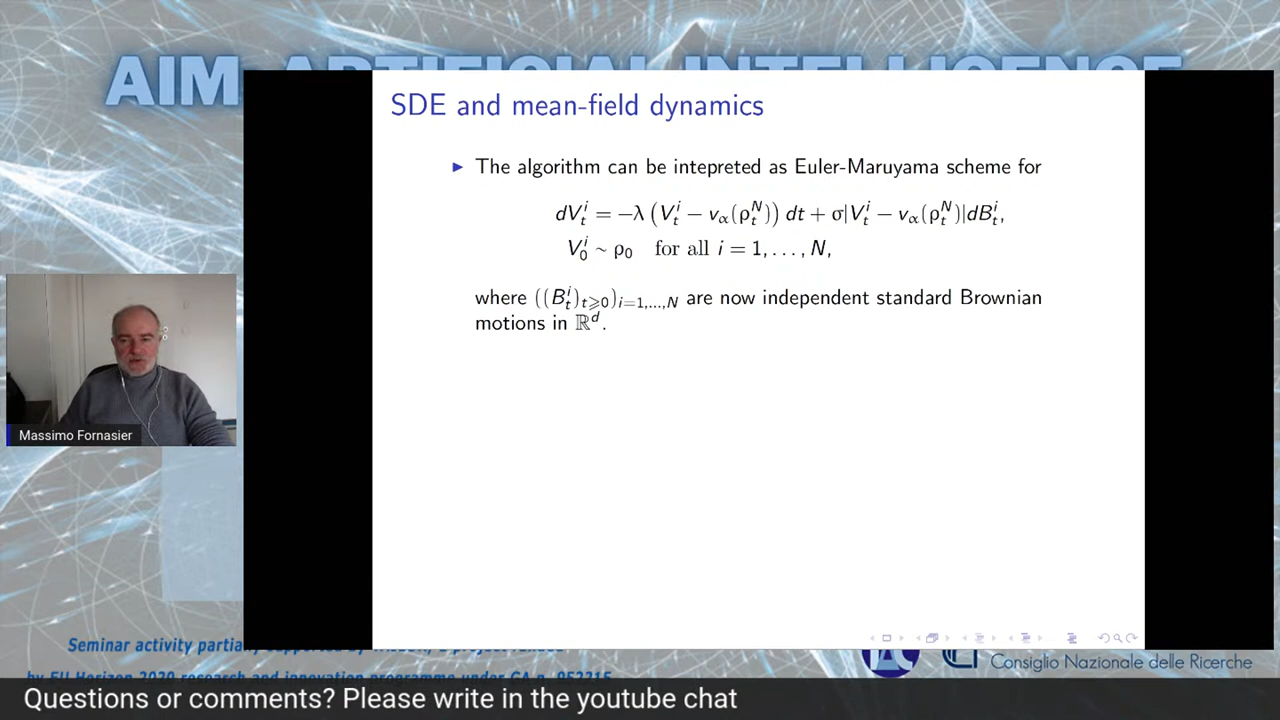 AIM ARTIFICIAL INTELLIGENCE
SDE and mean-field dynamics
▶ The algorithm can be intepreted as Euler-Maruyama scheme for
dV_t^i = −λ (V_t^i − v_α(ρ_t^N)) dt + σ|V_t^i − v_α(ρ_t^N)|dB_t^i,
V_0^i ~ ρ_0 for all i = 1, . . . , N,
where ((B_t^i)_{t⩾0})_{i=1,...,N} are now independent standard Brownian
motions in ℝ^d.
Massimo Fornasier
Seminar activity partia
Consiglio Nazionale delle Ricerche
Questions or comments? Please write in the youtube chat